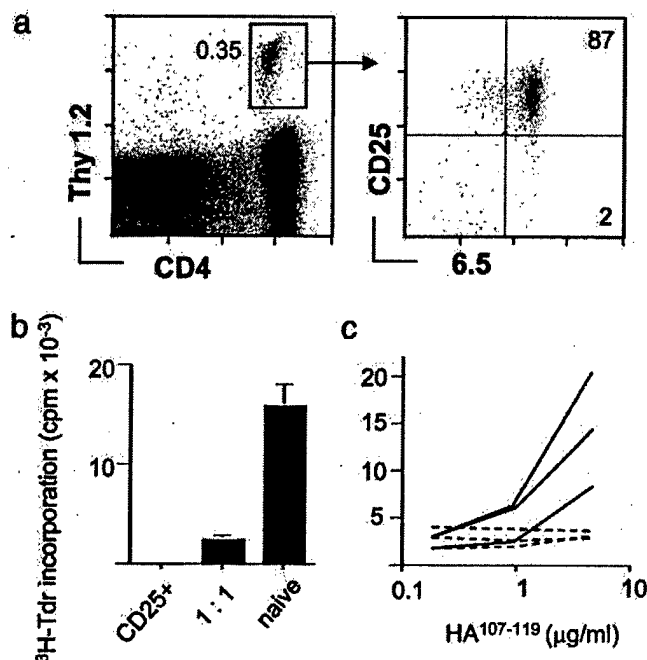 a
0.35
87
2
Thy 1.2
CD4
CD25
6.5
b
³H-Tdr incorporation (cpm x 10⁻³)
20
10
CD25+
1 : 1
naive
c
20
15
10
5
0.1
1
10
HA¹⁰⁷⁻¹¹⁹ (µg/ml)